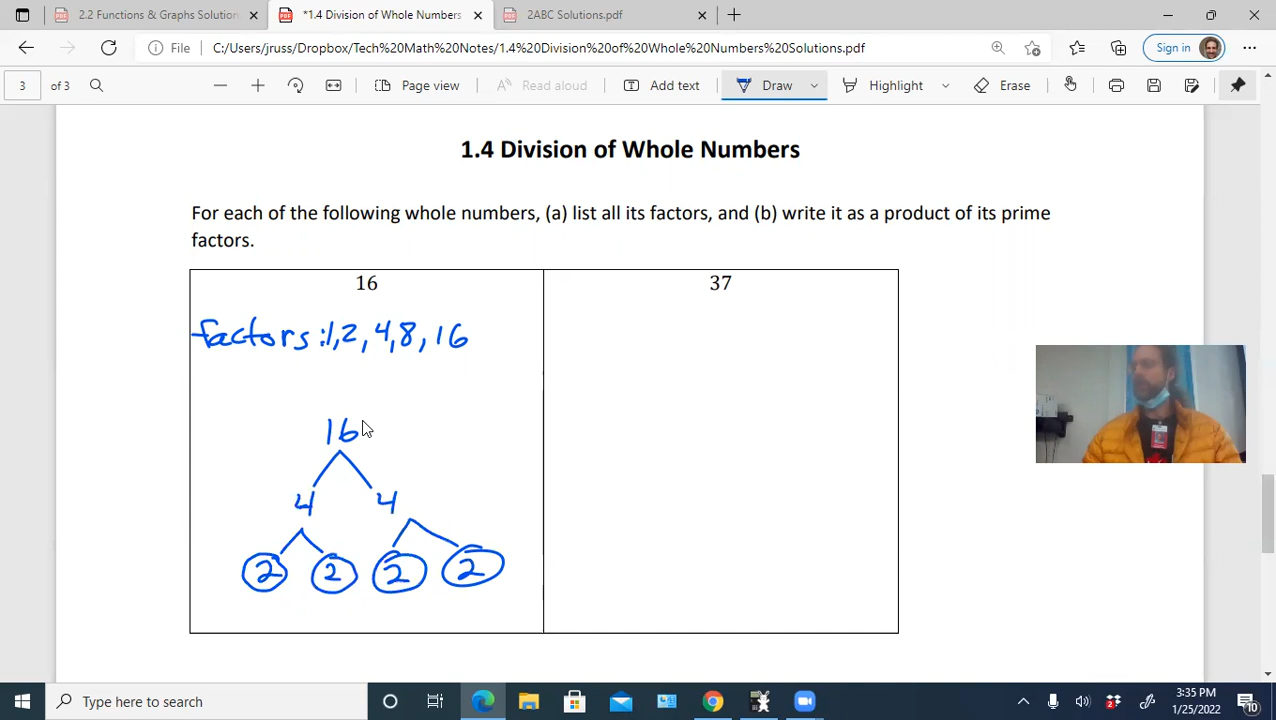 2.2 Functions & Graphs Solution
*1.4 Division of Whole Numbers
2ABC Solutions.pdf
File
C:/Users/jruss/Dropbox/Tech%20Math%20Notes/1.4%20Division%20of%20Whole%20Numbers%20Solutions.pdf
Sign in
3 of 3
Page view
Read aloud
Add text
Draw
Highlight
Erase
1.4 Division of Whole Numbers
For each of the following whole numbers, (a) list all its factors, and (b) write it as a product of its prime
factors.
16
37
factors: 1, 2, 4, 8, 16
16
4 4
2 2 2 2
Type here to search
2
3:35 PM
1/25/2022
10